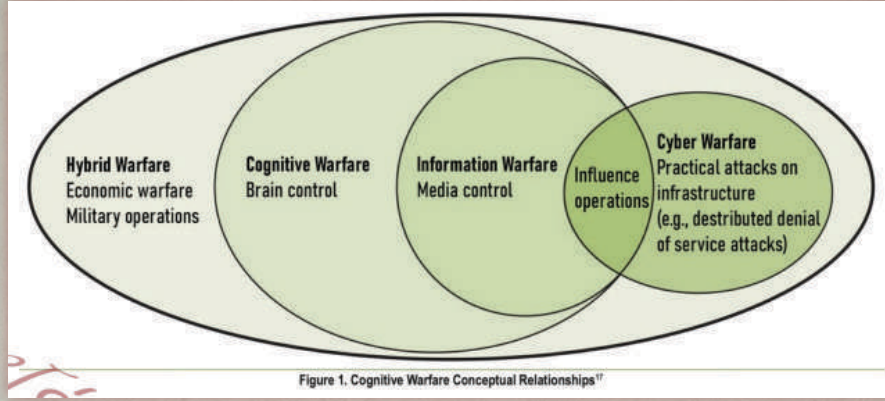 Hybrid Warfare
Economic warfare
Military operations
Cognitive Warfare
Brain control
Information Warfare
Media control
Influence
operations
Cyber Warfare
Practical attacks on
infrastructure
(e.g., destributed denial
of service attacks)
Figure 1. Cognitive Warfare Conceptual Relationships¹⁷